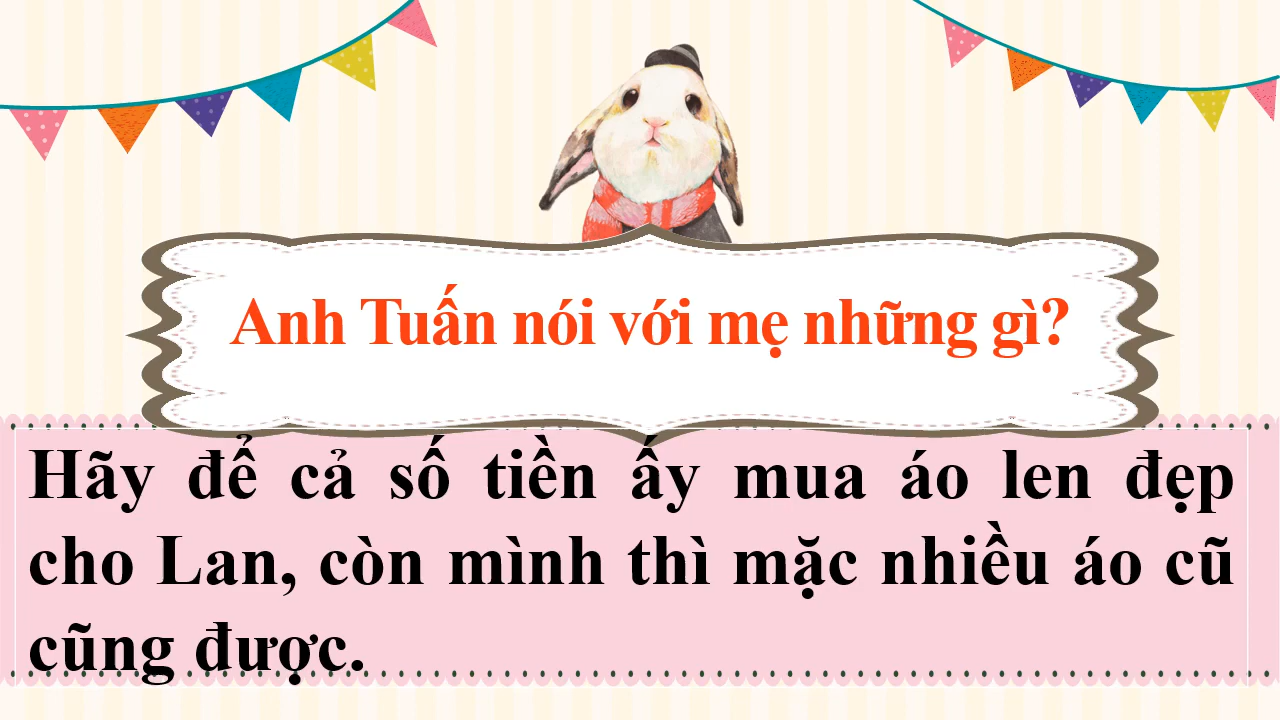 Anh Tuấn nói với mẹ những gì?
Hãy để cả số tiền ấy mua áo len đẹp
cho Lan, còn mình thì mặc nhiều áo cũ
cũng được.